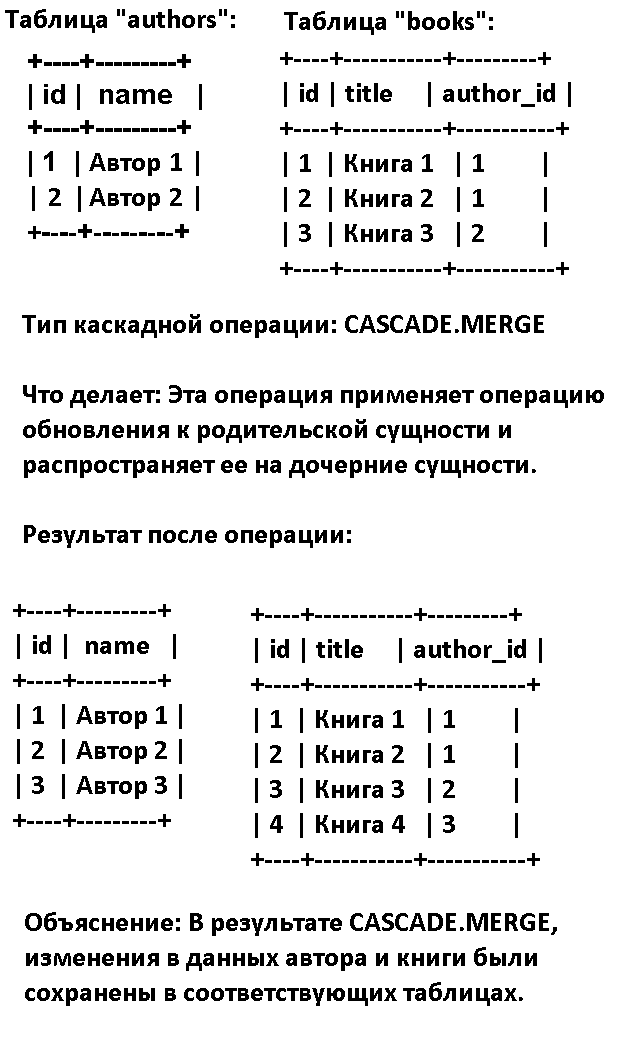 Таблица "authors": Таблица "books":
+----+---------+ +----+-----------+---------+
| id | name | | id | title | author_id |
+----+---------+ +----+-----------+-----------+
| 1 | Автор 1 | | 1 | Книга 1 | 1 |
| 2 | Автор 2 | | 2 | Книга 2 | 1 |
+----+---------+ | 3 | Книга 3 | 2 |
+----+-----------+-----------+
Тип каскадной операции: CASCADE.MERGE
Что делает: Эта операция применяет операцию
обновления к родительской сущности и
распространяет ее на дочерние сущности.
Результат после операции:
+----+---------+ +----+-----------+---------+
| id | name | | id | title | author_id |
+----+---------+ +----+-----------+-----------+
| 1 | Автор 1 | | 1 | Книга 1 | 1 |
| 2 | Автор 2 | | 2 | Книга 2 | 1 |
| 3 | Автор 3 | | 3 | Книга 3 | 2 |
+----+---------+ | 4 | Книга 4 | 3 |
+----+-----------+-----------+
Объяснение: В результате CASCADE.MERGE,
изменения в данных автора и книги были
сохранены в соответствующих таблицах.